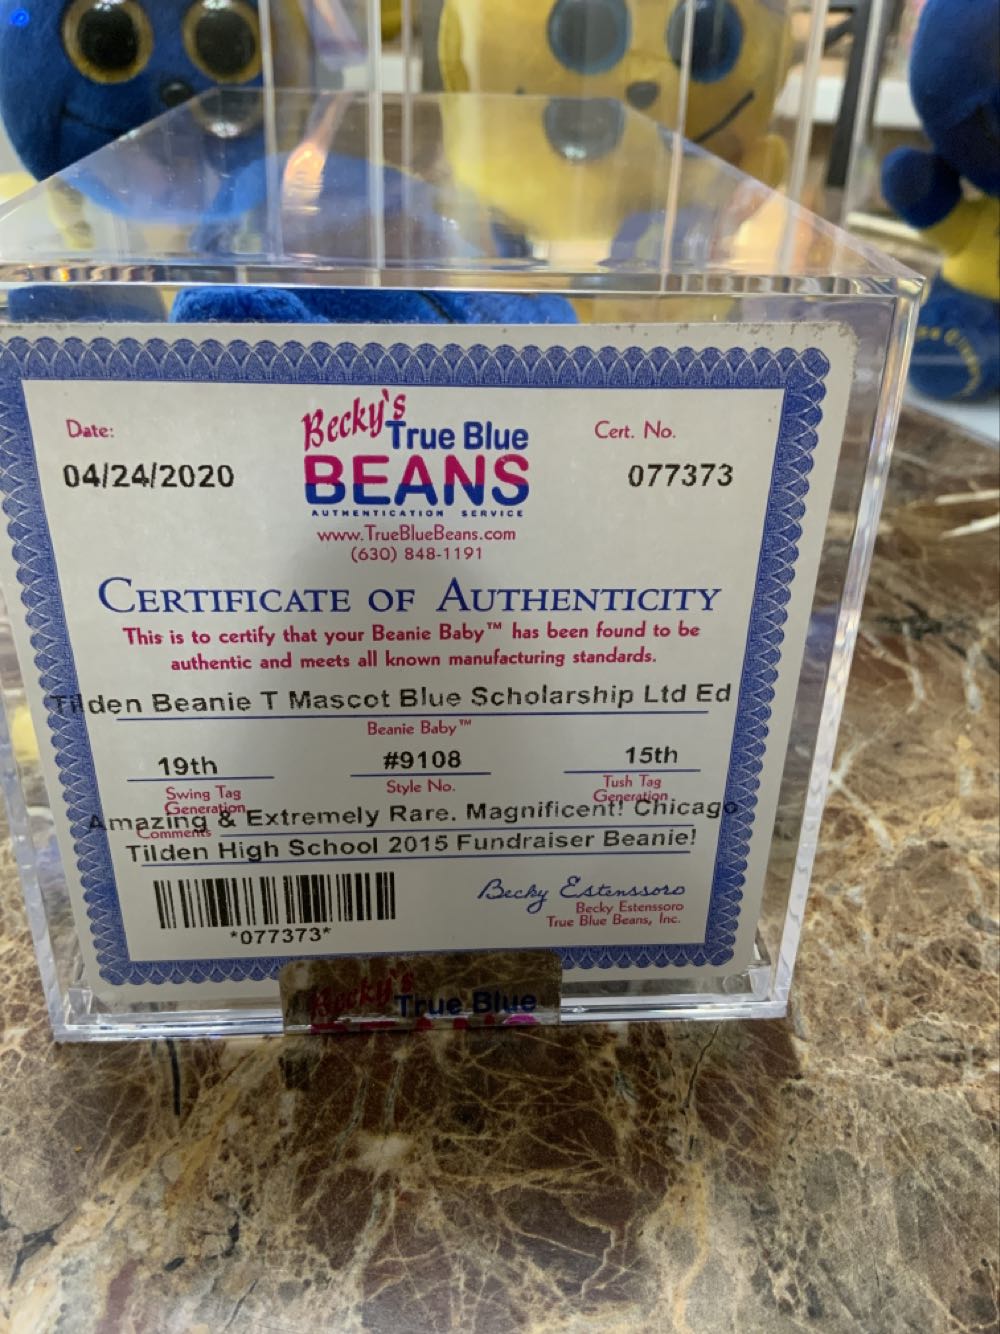 Date:
04/24/2020
Becky's
True Blue
BEANS
AUTHENTICATION SERVICE
www.TrueBlueBeans.com
(630) 848-1191
Cert. No.
077373
CERTIFICATE OF AUTHENTICITY
This is to certify that your Beanie Baby™ has been found to be
authentic and meets all known manufacturing standards.
Tilden Beanie T Mascot Blue Scholarship Ltd Ed
Beanie Baby™
19th
Swing Tag
Generation
#9108
Style No.
15th
Tush Tag
Generation
Comments
Amazing & Extremely Rare. Magnificent! Chicago
Tilden High School 2015 Fundraiser Beanie!
*077373*
Becky Estenssoro
Becky Estenssoro
True Blue Beans, Inc.
Becky's
True Blue
BEANS